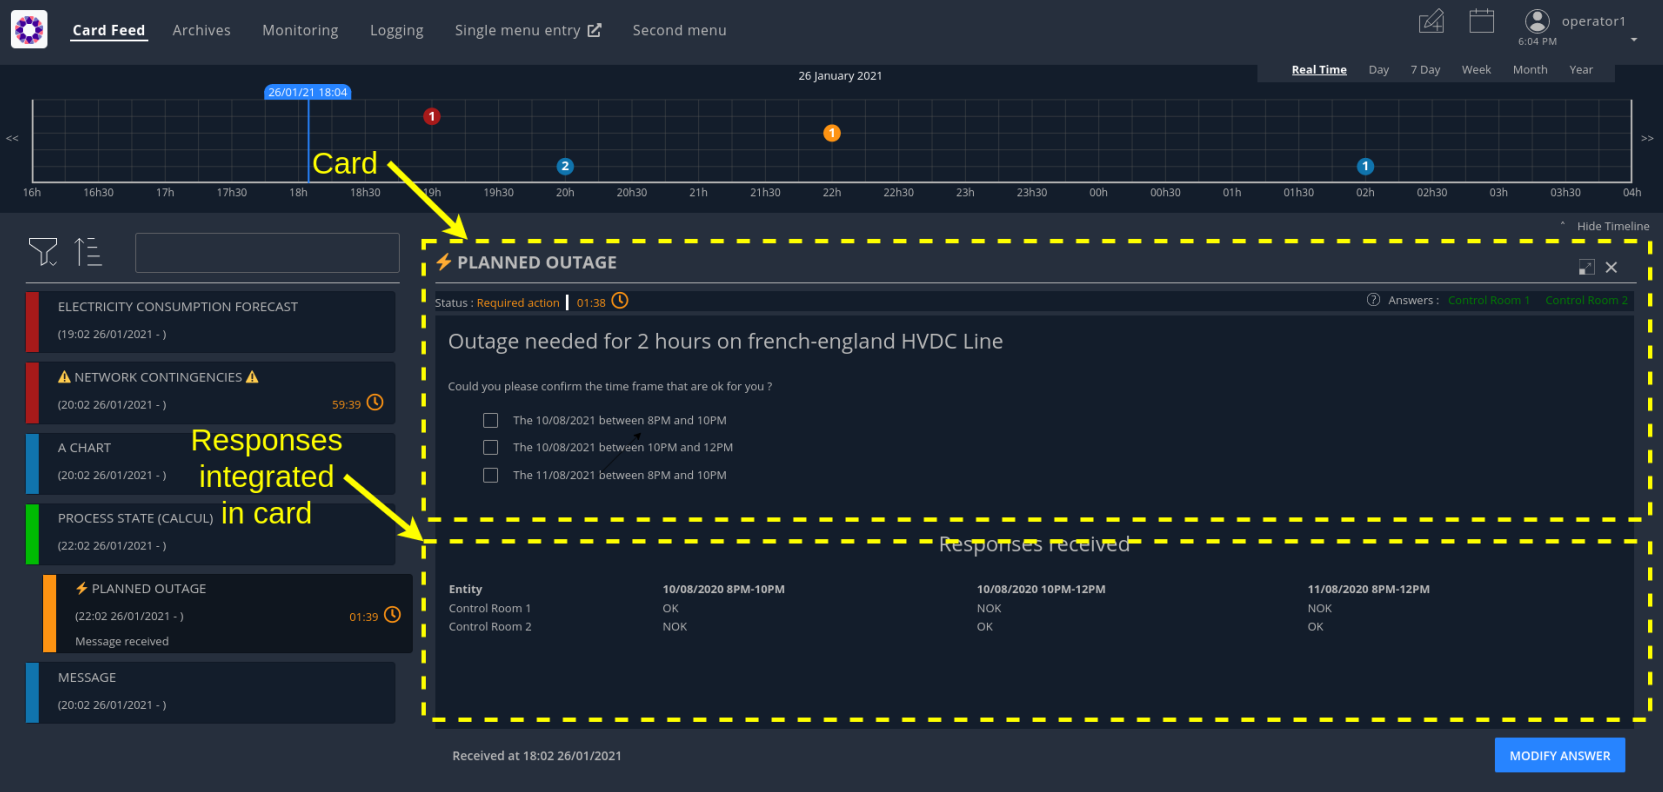 Card Feed Archives Monitoring Logging Single menu entry Second menu operator1
6:04 PM
Real Time Day 7 Day Week Month Year
26 January 2021
26/01/21 18:04
1
1
<< >>
Card
2 1
16h 16h30 17h 17h30 18h 18h30 19h 19h30 20h 20h30 21h 21h30 22h 22h30 23h 23h30 00h 00h30 01h 01h30 02h 02h30 03h 03h30 04h
Hide Timeline
PLANNED OUTAGE
Status : Required action 01:38 ? Answers : Control Room 1 Control Room 2
Outage needed for 2 hours on french-england HVDC Line
Could you please confirm the time frame that are ok for you ?
The 10/08/2021 between 8PM and 10PM
The 10/08/2021 between 10PM and 12PM
The 11/08/2021 between 8PM and 10PM
Responses received
Entity 10/08/2020 8PM-10PM 10/08/2020 10PM-12PM 11/08/2020 8PM-12PM
Control Room 1 OK NOK NOK
Control Room 2 NOK OK OK
Received at 18:02 26/01/2021
MODIFY ANSWER
ELECTRICITY CONSUMPTION FORECAST
(19:02 26/01/2021 - )
NETWORK CONTINGENCIES
(20:02 26/01/2021 - ) 59:39
A CHART
(20:02 26/01/2021 - )
Responses
integrated
in card
PROCESS STATE (CALCUL)
(22:02 26/01/2021 - )
PLANNED OUTAGE
(22:02 26/01/2021 - ) 01:39
Message received
MESSAGE
(20:02 26/01/2021 - )